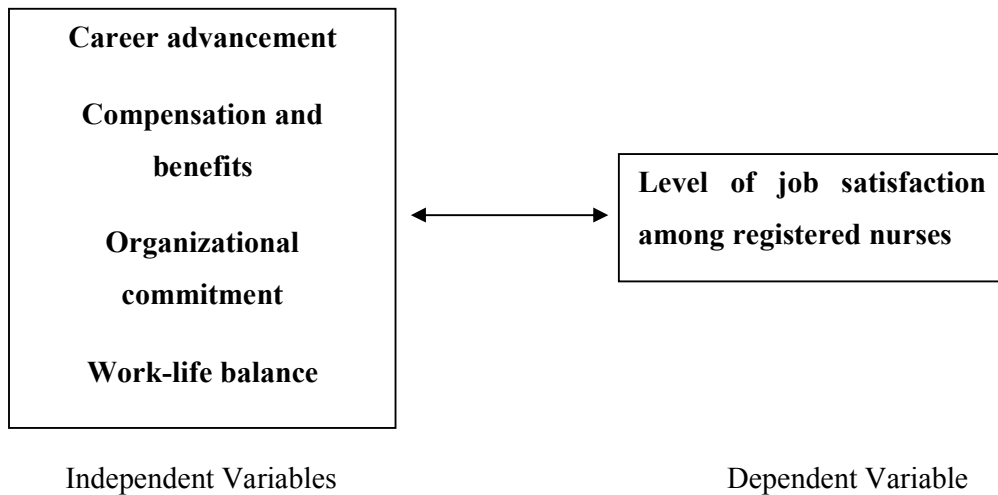 Career advancement
Compensation and
benefits
Organizational
commitment
Work-life balance
Level of job satisfaction
among registered nurses
Independent Variables
Dependent Variable